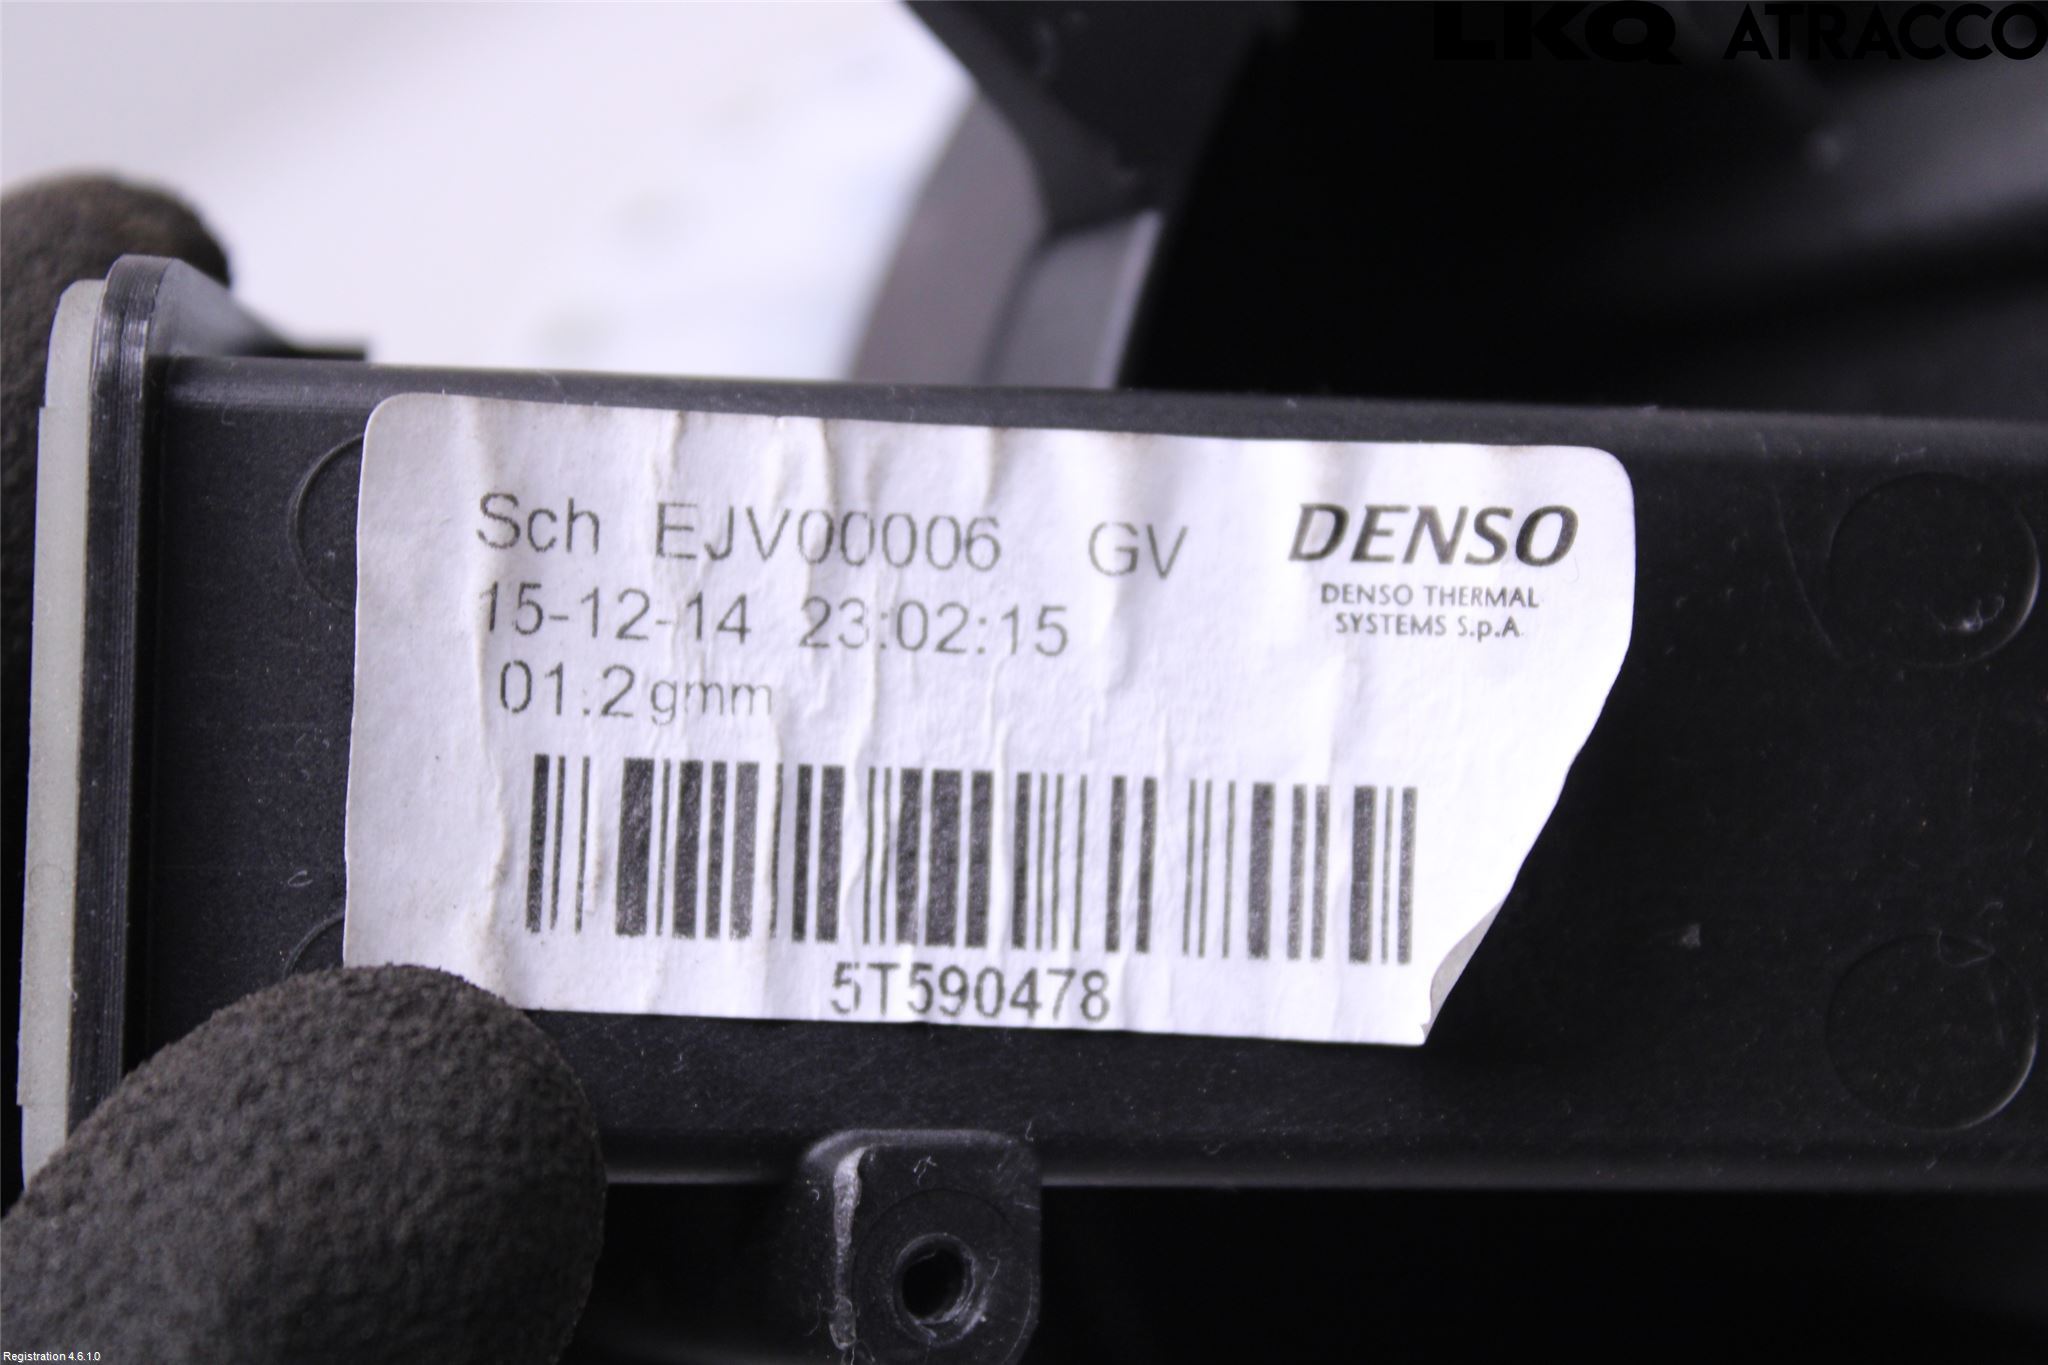 LKQ ATRACCO
Sch EJV00006 GV
15-12-14 23:02:15
01.2gmm
DENSO
DENSO THERMAL
SYSTEMS S.p.A.
5T590478
Registration 4.6.1.0